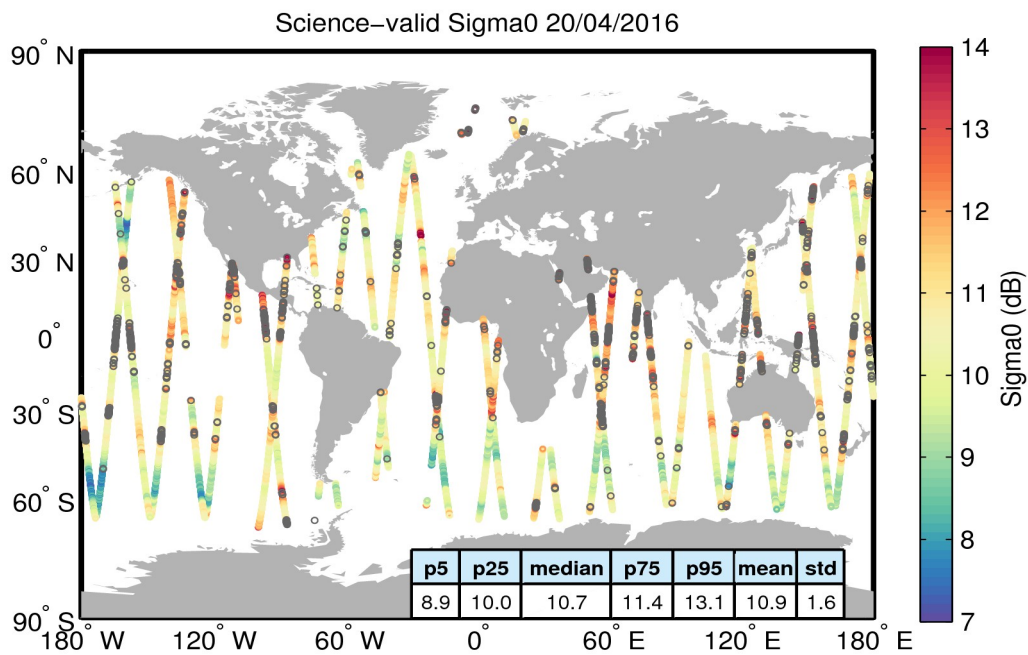 Science−valid Sigma0 20/04/2016
90° N
60° N
30° N
0°
30° S
60° S
90° S
180° W
120° W
60° W
0°
60° E
120° E
180° E
p5 p25 median p75 p95 mean std
8.9 10.0 10.7 11.4 13.1 10.9 1.6
14
13
12
11
10
9
8
7
Sigma0 (dB)